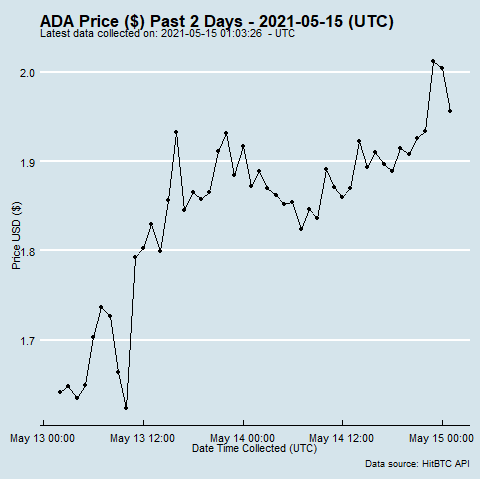 ADA Price ($) Past 2 Days - 2021-05-15 (UTC)
Latest data collected on: 2021-05-15 01:03:26  - UTC
2.0
1.9
1.8
1.7
Price USD ($)
May 13 00:00
May 13 12:00
May 14 00:00
May 14 12:00
May 15 00:00
Date Time Collected (UTC)
Data source: HitBTC API